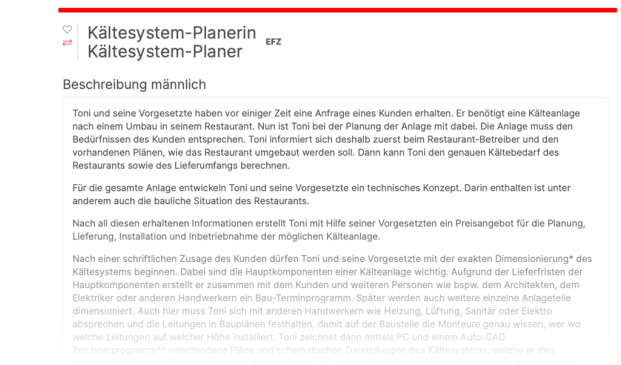 Kältesystem-Planerin
Kältesystem-Planer
EFZ
Beschreibung männlich
Toni und seine Vorgesetzte haben vor einiger Zeit eine Anfrage eines Kunden erhalten. Er benötigt eine Kälteanlage
nach einem Umbau in seinem Restaurant. Nun ist Toni bei der Planung der Anlage mit dabei. Die Anlage muss den
Bedürfnissen des Kunden entsprechen. Toni informiert sich deshalb zuerst beim Restaurant-Betreiber und den
vorhandenen Plänen, wie das Restaurant umgebaut werden soll. Dann kann Toni den genauen Kältebedarf des
Restaurants sowie des Lieferumfangs berechnen.
Für die gesamte Anlage entwickeln Toni und seine Vorgesetzte ein technisches Konzept. Darin enthalten ist unter
anderem auch die bauliche Situation des Restaurants.
Nach all diesen erhaltenen Informationen erstellt Toni mit Hilfe seiner Vorgesetzten ein Preisangebot für die Planung,
Lieferung, Installation und Inbetriebnahme der möglichen Kälteanlage.
Nach einer schriftlichen Zusage des Kunden dürfen Toni und seine Vorgesetzte mit der exakten Dimensionierung* des
Kältesystems beginnen. Dabei sind die Hauptkomponenten einer Kälteanlage wichtig. Aufgrund der Lieferfristen der
Hauptkomponenten erstellt er zusammen mit dem Kunden und weiteren Personen wie bspw. dem Architekten, dem
Elektriker oder anderen Handwerkern ein Bau-Terminprogramm. Später werden auch weitere einzelne Anlageteile
dimensioniert. Auch hier muss Toni sich mit anderen Handwerkern wie Heizung, Lüftung, Sanitär oder Elektro
absprechen und die Leitungen in Bauplänen festhalten, damit auf der Baustelle die Monteure genau wissen, wer wo
welche Leitungen auf welcher Höhe installiert. Toni zeichnet dann mittels PC und einem Auto-CAD
Zeichnerprogramm** verschiedene Pläne und schematischen Darstellungen des Kältesystems, welche er den